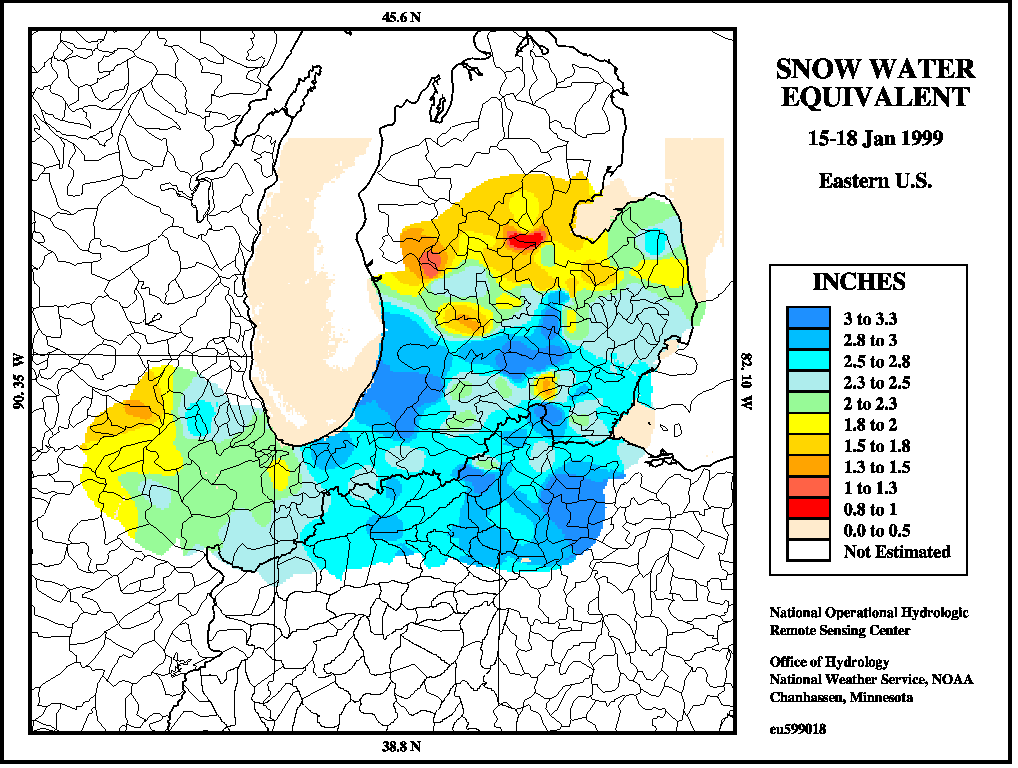 45.6 N
SNOW WATER
EQUIVALENT
15-18 Jan 1999
Eastern U.S.
90.35 W
82.10 W
INCHES
3 to 3.3
2.8 to 3
2.5 to 2.8
2.3 to 2.5
2 to 2.3
1.8 to 2
1.5 to 1.8
1.3 to 1.5
1 to 1.3
0.8 to 1
0.0 to 0.5
Not Estimated
National Operational Hydrologic
Remote Sensing Center
Office of Hydrology
National Weather Service, NOAA
Chanhassen, Minnesota
eu599018
38.8 N